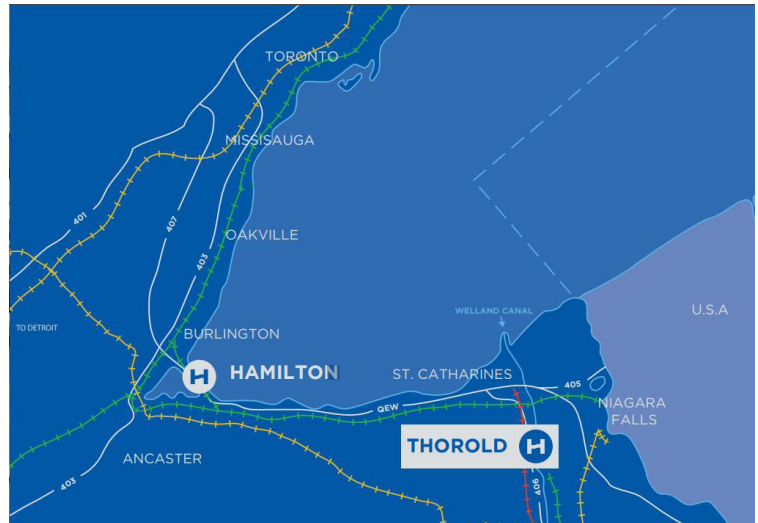 TORONTO
MISSISAUGA
401
407
403
OAKVILLE
U.S.A
WELLAND CANAL
TO DETROIT
BURLINGTON
H HAMILTON
ST. CATHARINES
405
QEW
NIAGARA
FALLS
THOROLD H
ANCASTER
403
406